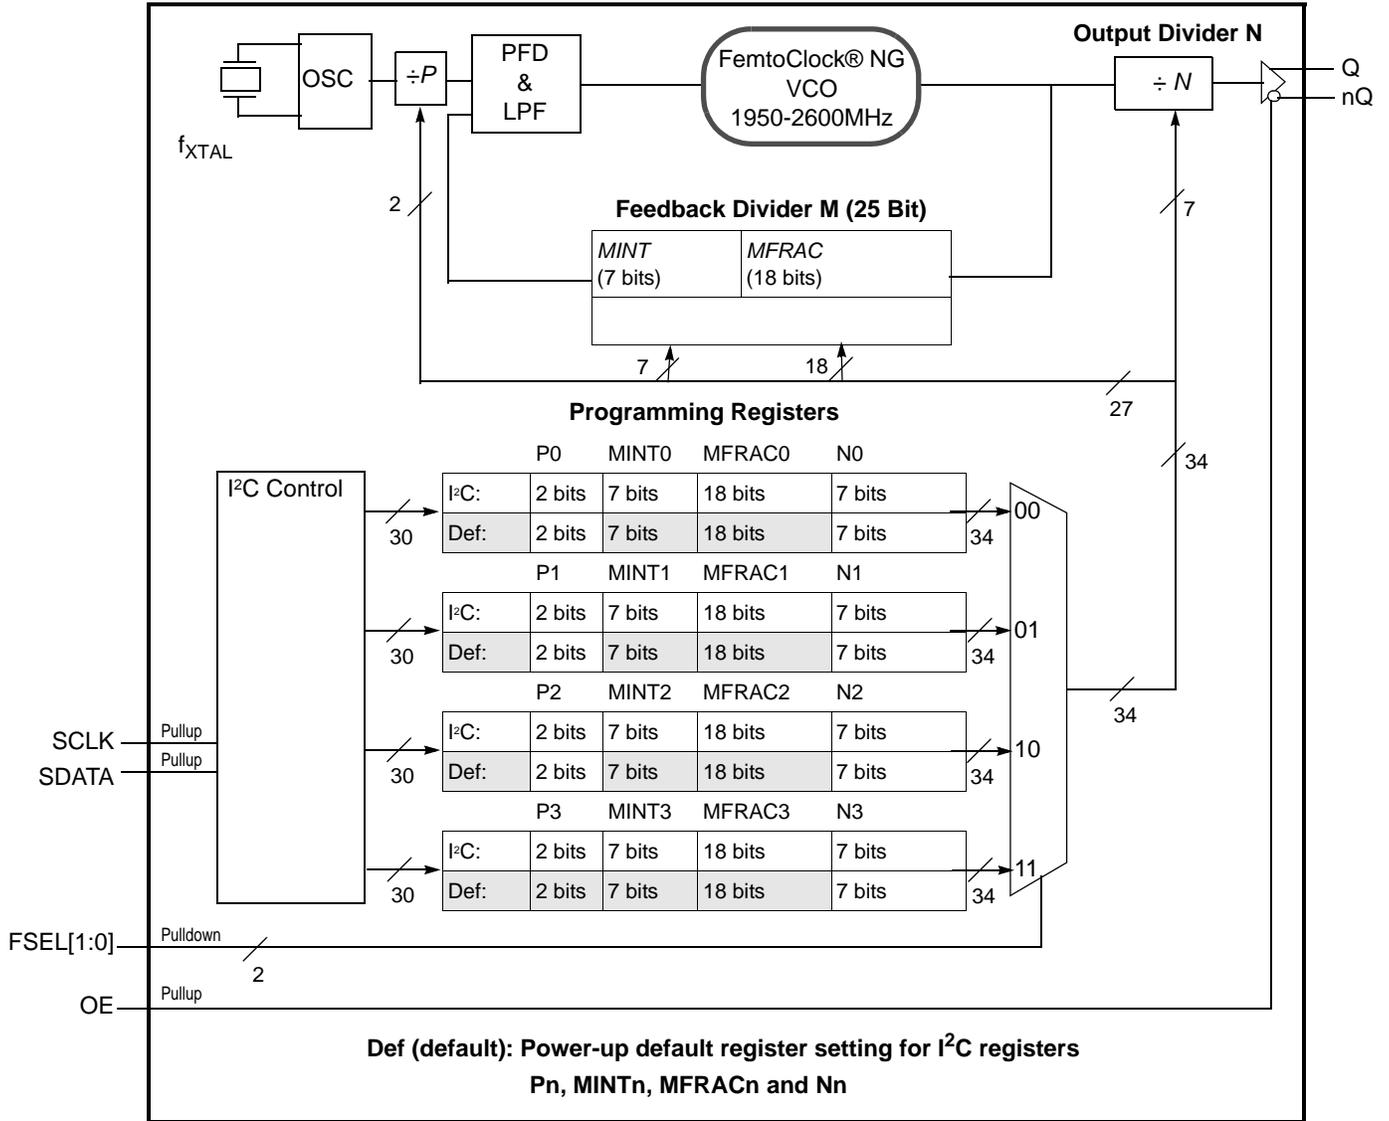 Output Divider N
OSC
÷P
PFD
&
LPF
FemtoClock® NG
VCO
1950-2600MHz
÷ N
Q
nQ
fXTAL
2
7
Feedback Divider M (25 Bit)
MINT
(7 bits)
MFRAC
(18 bits)
7
18
27
Programming Registers
34
P0 MINT0 MFRAC0 N0
I²C Control
I²C: 2 bits 7 bits 18 bits 7 bits
00
30
Def: 2 bits 7 bits 18 bits 7 bits
34
P1 MINT1 MFRAC1 N1
I²C: 2 bits 7 bits 18 bits 7 bits
01
30
Def: 2 bits 7 bits 18 bits 7 bits
34
P2 MINT2 MFRAC2 N2
34
I²C: 2 bits 7 bits 18 bits 7 bits
10
SCLK Pullup
SDATA Pullup
30
Def: 2 bits 7 bits 18 bits 7 bits
34
P3 MINT3 MFRAC3 N3
I²C: 2 bits 7 bits 18 bits 7 bits
11
30
Def: 2 bits 7 bits 18 bits 7 bits
34
FSEL[1:0] Pulldown
2
OE Pullup
Def (default): Power-up default register setting for I²C registers
Pn, MINTn, MFRACn and Nn